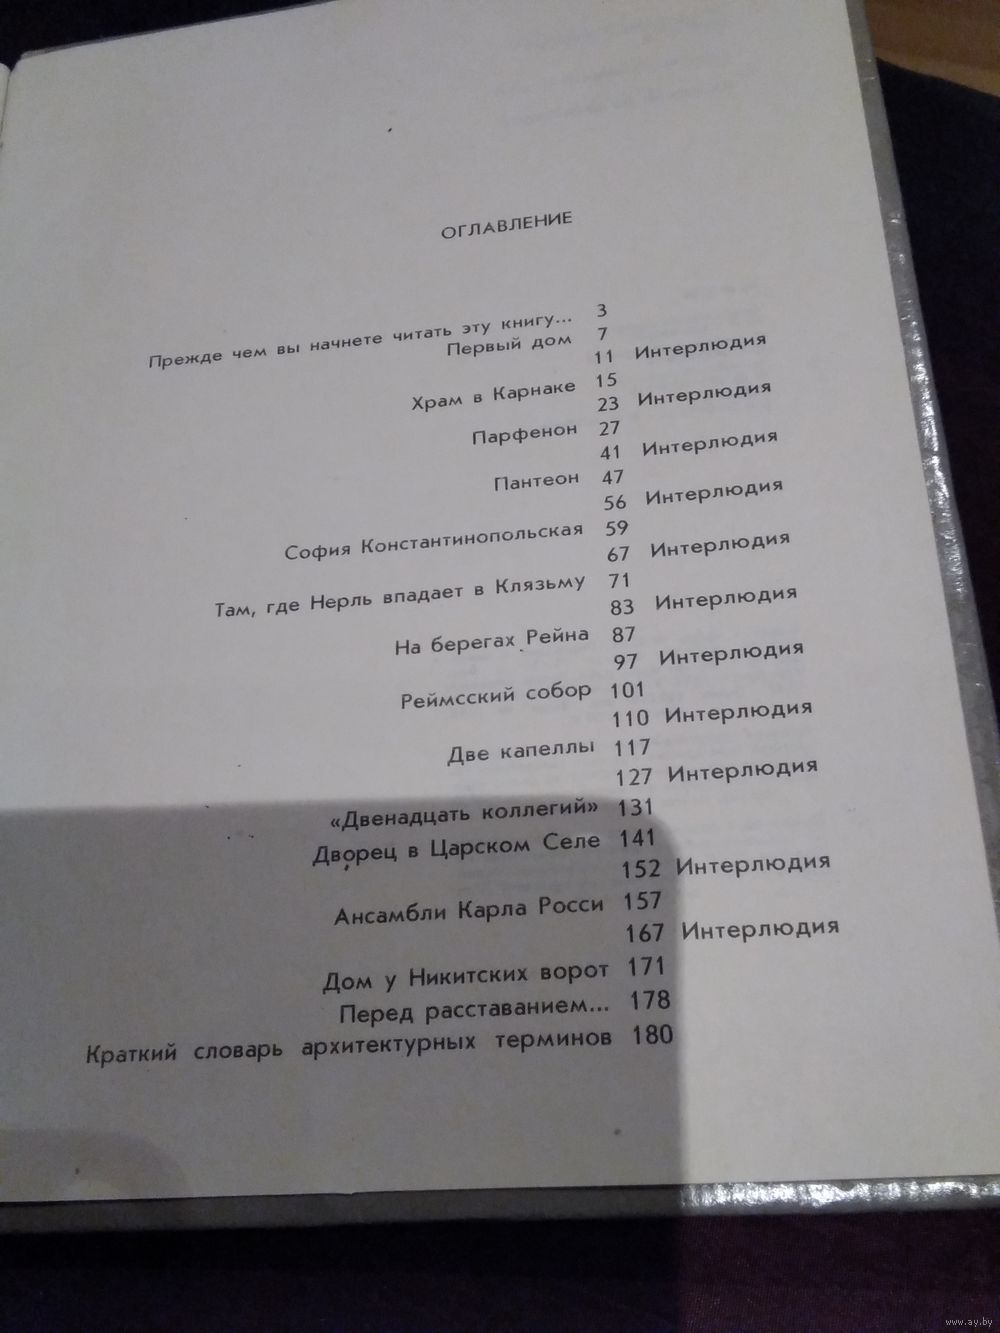 ОГЛАВЛЕНИЕ
Прежде чем вы начнете читать эту книгу... 3
Первый дом 7
11 Интерлюдия
Храм в Карнаке 15
23 Интерлюдия
Парфенон 27
41 Интерлюдия
Пантеон 47
56 Интерлюдия
София Константинопольская 59
67 Интерлюдия
Там, где Нерль впадает в Клязьму 71
83 Интерлюдия
На берегах Рейна 87
97 Интерлюдия
Реймсский собор 101
110 Интерлюдия
Две капеллы 117
127 Интерлюдия
«Двенадцать коллегий» 131
Дворец в Царском Селе 141
152 Интерлюдия
Ансамбли Карла Росси 157
167 Интерлюдия
Дом у Никитских ворот 171
Перед расставанием... 178
Краткий словарь архитектурных терминов 180
www.ay.by